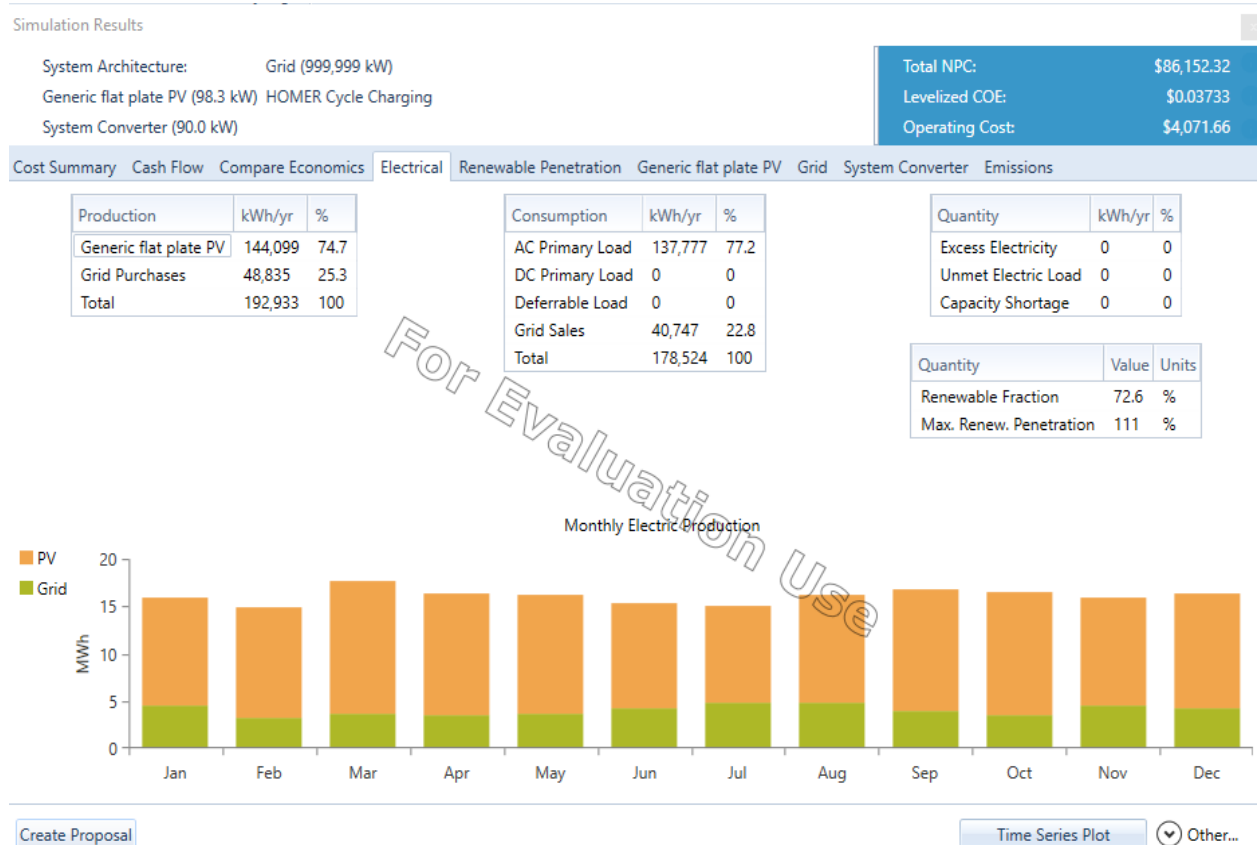 Simulation Results
System Architecture: Grid (999,999 kW)
Generic flat plate PV (98.3 kW) HOMER Cycle Charging
System Converter (90.0 kW)
Total NPC: $86,152.32
Levelized COE: $0.03733
Operating Cost: $4,071.66
Cost Summary Cash Flow Compare Economics Electrical Renewable Penetration Generic flat plate PV Grid System Converter Emissions
Production kWh/yr %
Generic flat plate PV 144,099 74.7
Grid Purchases 48,835 25.3
Total 192,933 100
Consumption kWh/yr %
AC Primary Load 137,777 77.2
DC Primary Load 0 0
Deferrable Load 0 0
Grid Sales 40,747 22.8
Total 178,524 100
Quantity kWh/yr %
Excess Electricity 0 0
Unmet Electric Load 0 0
Capacity Shortage 0 0
Quantity Value Units
Renewable Fraction 72.6 %
Max. Renew. Penetration 111 %
For Evaluation Use
Monthly Electric Production
PV
Grid
MWh
20
15
10
5
0
Jan Feb Mar Apr May Jun Jul Aug Sep Oct Nov Dec
Create Proposal
Time Series Plot
Other...